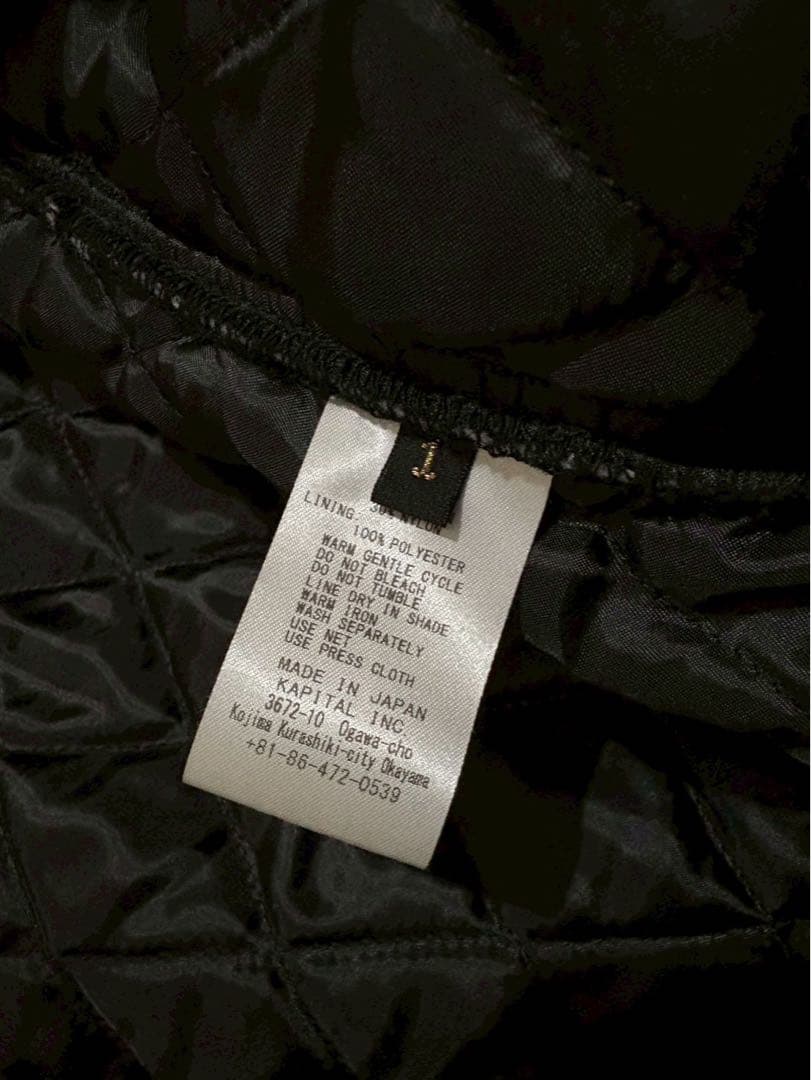 1
30% NYLON
LINING
100% POLYESTER
WARM GENTLE CYCLE
DO NOT BLEACH
DO NOT TUMBLE
LINE DRY IN SHADE
WARM IRON
WASH SEPARATELY
USE NET
USE PRESS CLOTH
MADE IN JAPAN
KAPITAL INC.
3672-10 Ogawa-cho
Kojima Kurashiki-city Okayama
+81-86-472-0539